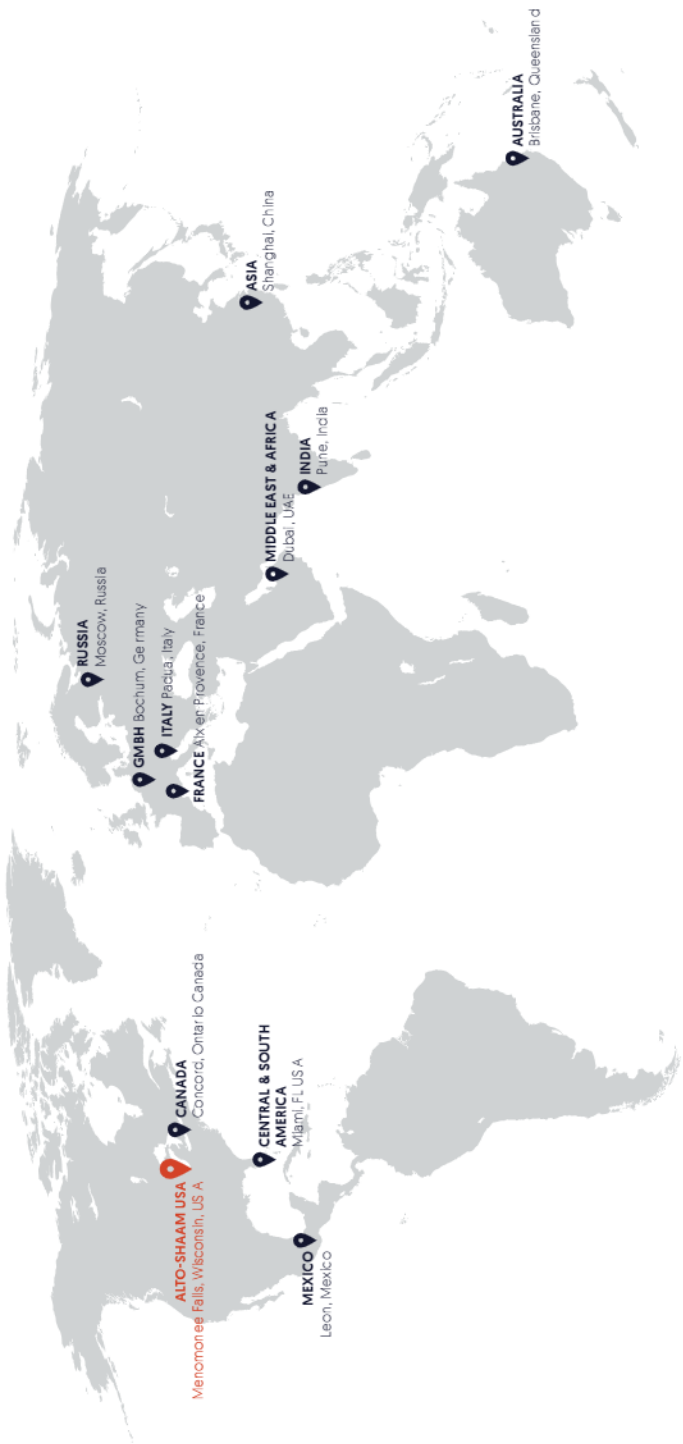 ALTO-SHAAM USA
Menomonee Falls, Wisconsin, USA
CANADA
Concord, Ontario Canada
CENTRAL & SOUTH
AMERICA
Miami, FL USA
MEXICO
Leon, Mexico
RUSSIA
Moscow, Russia
GMBH Bochum, Germany
ITALY Padua, Italy
FRANCE Aix en Provence, France
MIDDLE EAST & AFRICA
Dubai, UAE
INDIA
Pune, India
ASIA
Shanghai, China
AUSTRALIA
Brisbane, Queensland